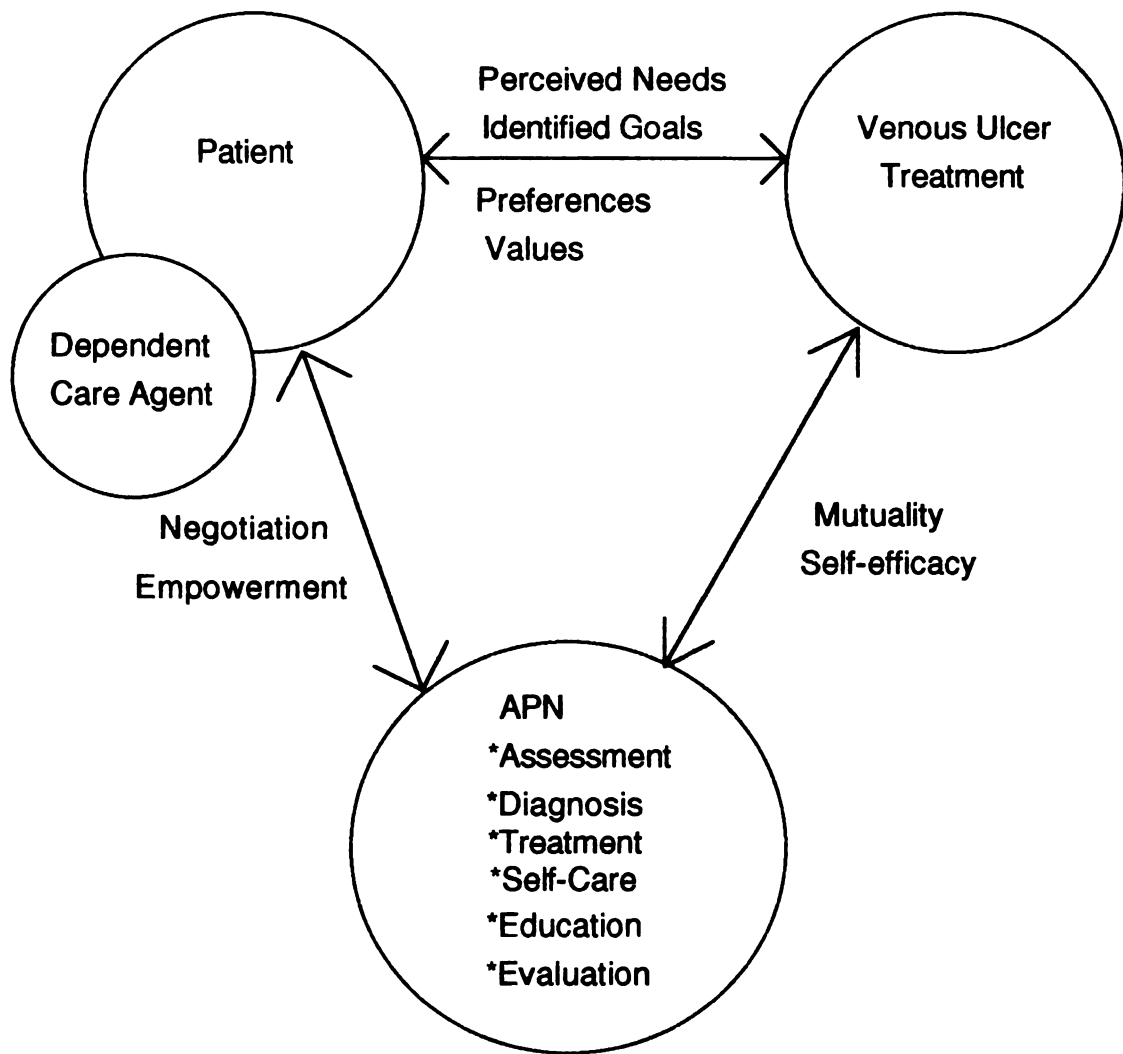 Patient
Perceived Needs
Identified Goals
Preferences
Values
Venous Ulcer
Treatment
Dependent
Care Agent
Negotiation
Empowerment
Mutuality
Self-efficacy
APN
*Assessment
*Diagnosis
*Treatment
*Self-Care
*Education
*Evaluation